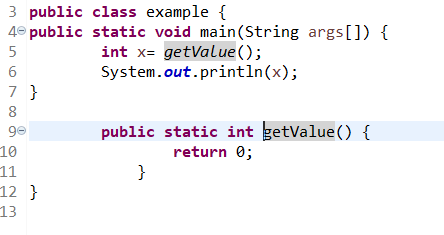 3 public class example {
4 public static void main(String args[]) {
5 int x= getValue();
6 System.out.println(x);
7 }
8
9 public static int getValue() {
10 return 0;
11 }
12 }
13